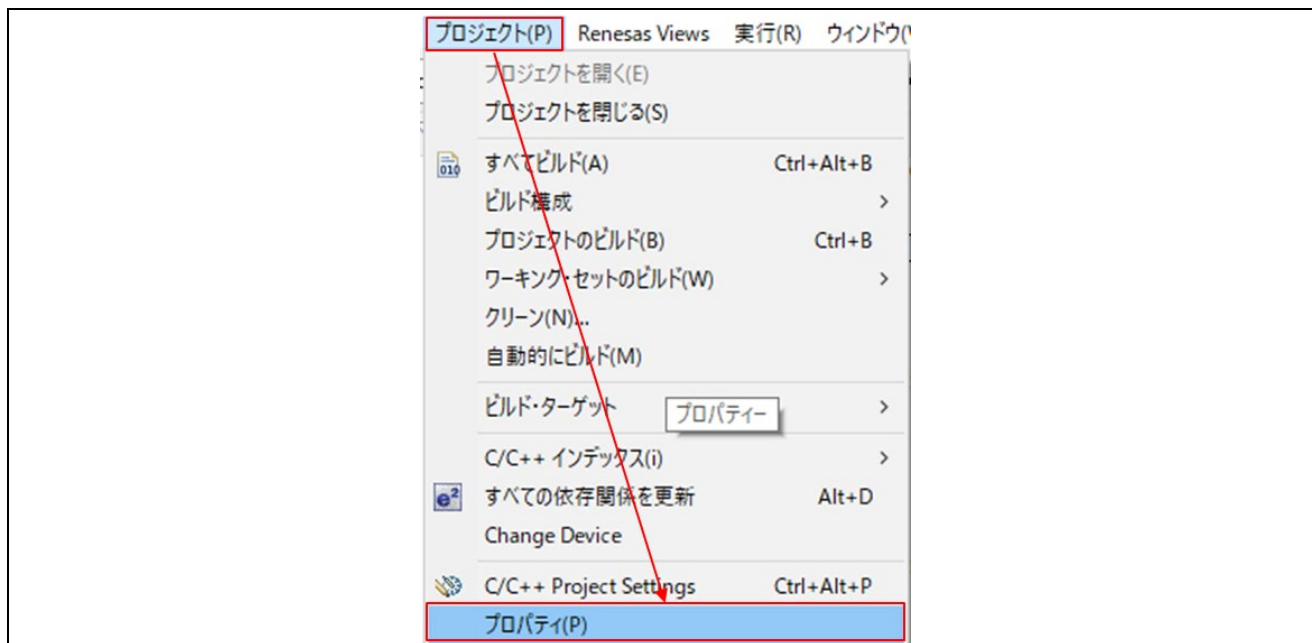 プロジェクト(P) Renesas Views 実行(R) ウィンドウ(
プロジェクトを開く(E)
プロジェクトを閉じる(S)
すべてビルド(A) Ctrl+Alt+B
ビルド構成 >
プロジェクトのビルド(B) Ctrl+B
ワーキング・セットのビルド(W) >
クリーン(N)...
自動的にビルド(M)
ビルド・ターゲット >
プロパティー
C/C++ インデックス(i) >
すべての依存関係を更新 Alt+D
Change Device
C/C++ Project Settings Ctrl+Alt+P
プロパティ(P)